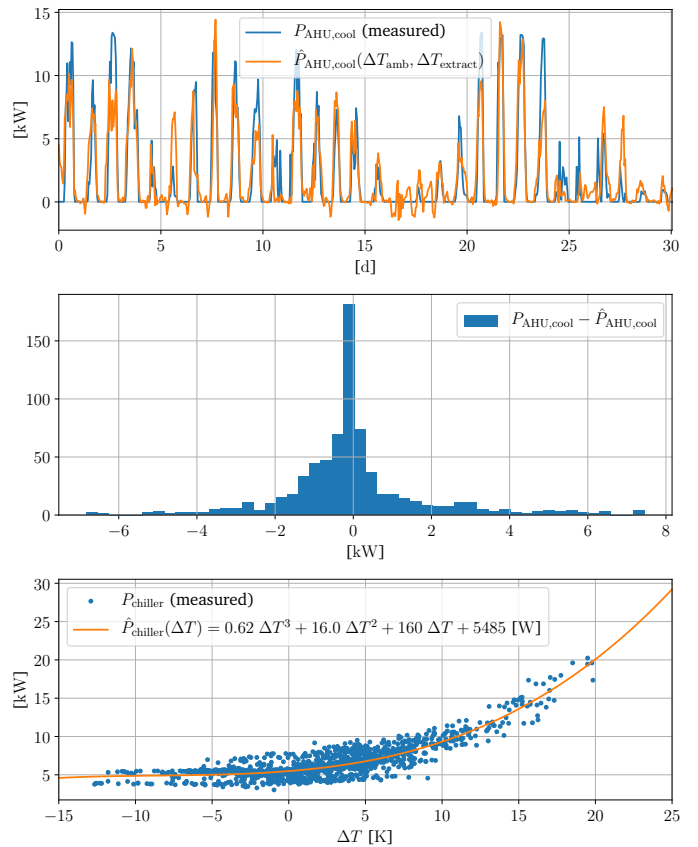 P_AHU,cool (measured)
P̂_AHU,cool(ΔT_amb, ΔT_extract)
15
10
5
0
[kW]
0 5 10 15 20 25 30
[d]
P_AHU,cool − P̂_AHU,cool
150
100
50
0
−6 −4 −2 0 2 4 6 8
[kW]
P_chiller (measured)
P̂_chiller(ΔT) = 0.62 ΔT³ + 16.0 ΔT² + 160 ΔT + 5485 [W]
30
25
20
15
10
5
0
[kW]
−15 −10 −5 0 5 10 15 20 25
ΔT [K]